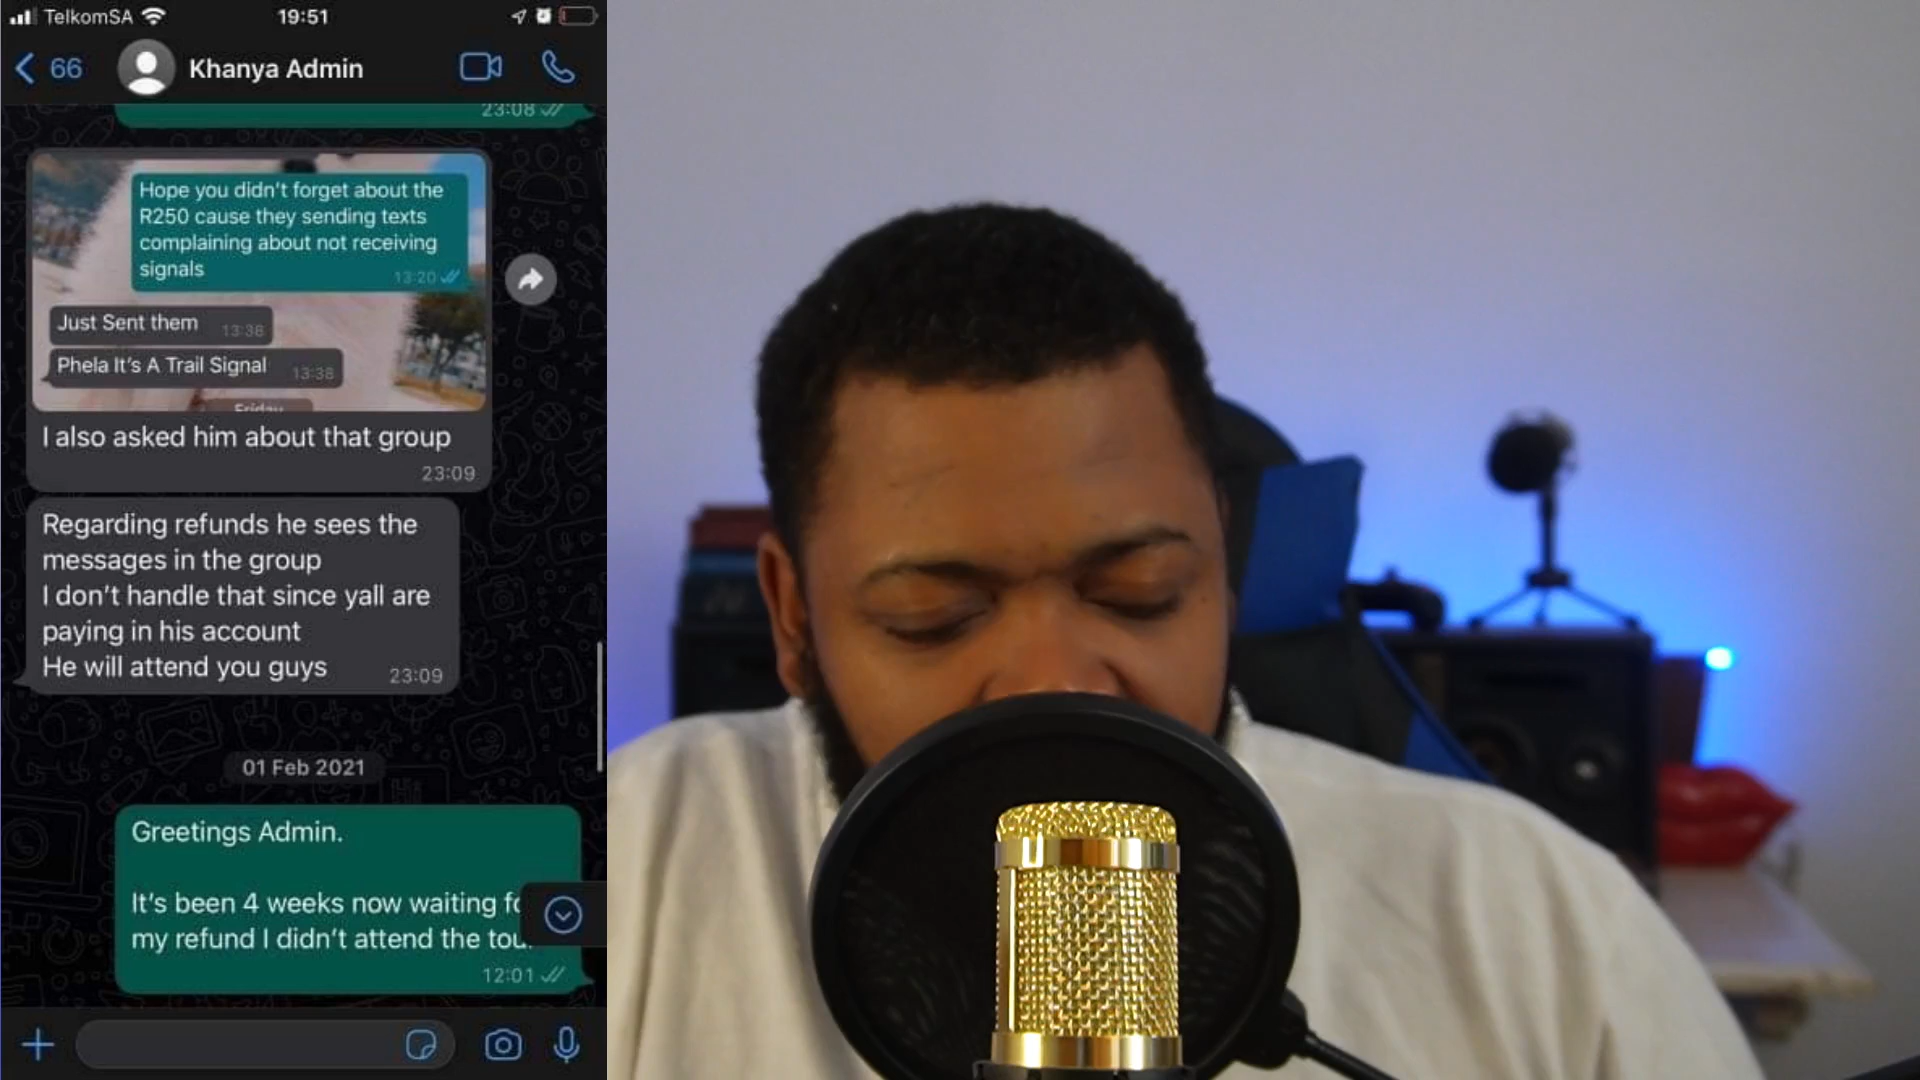 TelkomSA
19:51
66
Khanya Admin
23:08
Hope you didn't forget about the
R250 cause they sending texts
complaining about not receiving
signals
13:20
Just Sent them
13:38
Phela It's A Trail Signal
13:38
Friday
I also asked him about that group
23:09
Regarding refunds he sees the
messages in the group
I don't handle that since yall are
paying in his account
He will attend you guys
23:09
01 Feb 2021
Greetings Admin.
It's been 4 weeks now waiting
my refund I didn't attend the
12:01